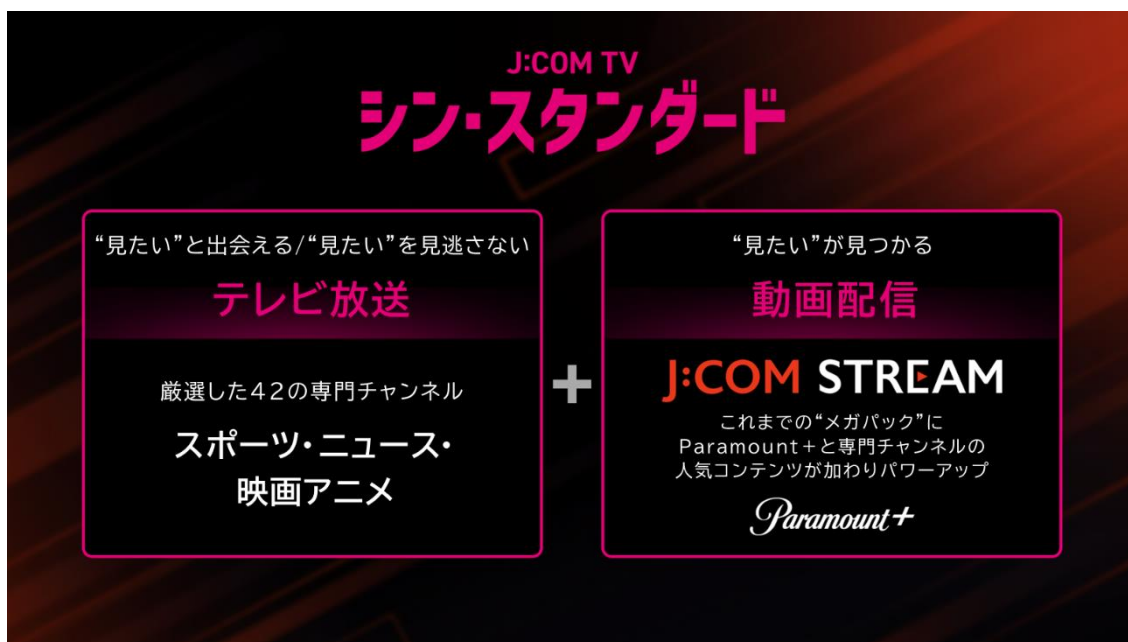 J:COM TV
シン・スタンダード
“見たい”と出会える/“見たい”を見逃さない
テレビ放送
厳選した42の専門チャンネル
スポーツ・ニュース・
映画アニメ
+
“見たい”が見つかる
動画配信
J:COM STREAM
これまでの“メガパック”に
Paramount+と専門チャンネルの
人気コンテンツが加わりパワーアップ
Paramount+